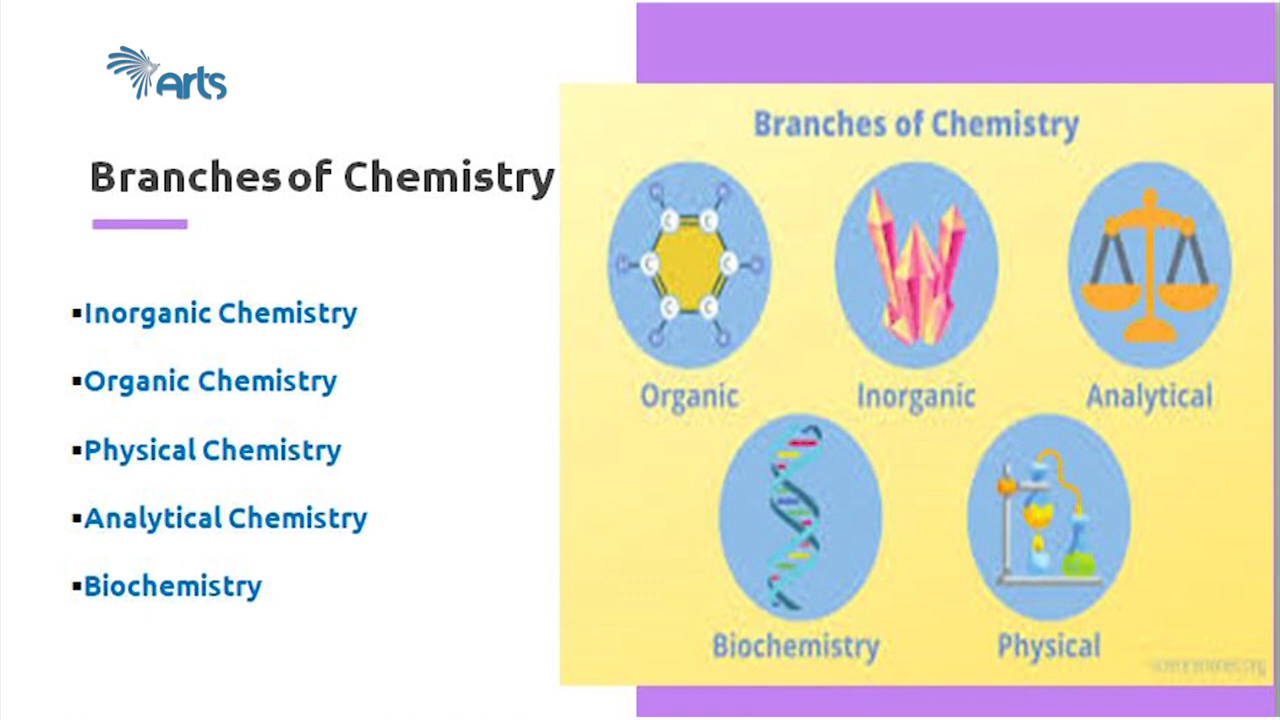 arts
Branches of Chemistry
▪Inorganic Chemistry
▪Organic Chemistry
▪Physical Chemistry
▪Analytical Chemistry
▪Biochemistry
Branches of Chemistry
C C
C C
C C
Organic Inorganic Analytical
Biochemistry Physical